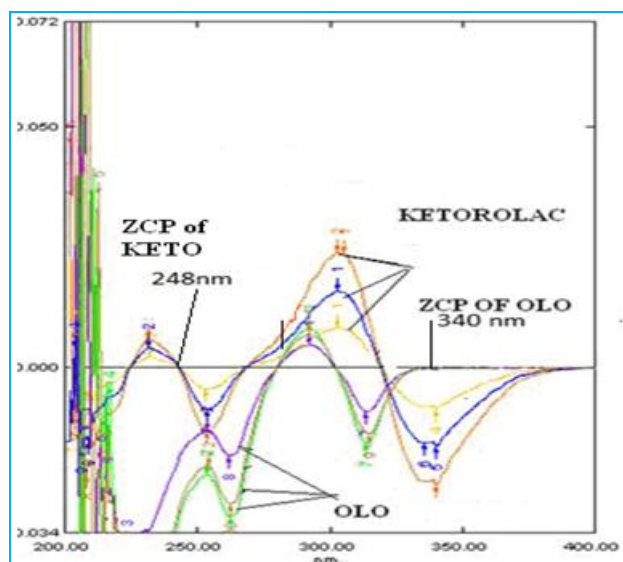 0.072
0.050
KETOROLAC
ZCP of
KETO
248nm
ZCP OF OLO
340 nm
0.000
OLO
0.034
200.00
250.00
300.00
350.00
400.00
nm.